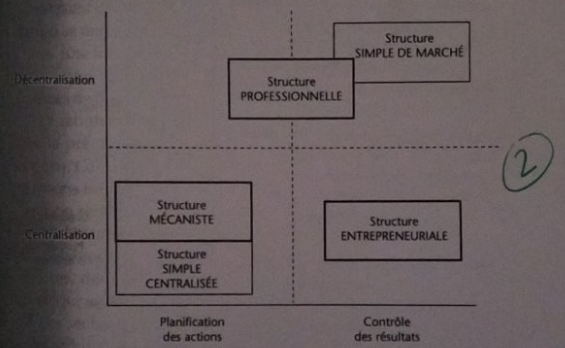 Structure
SIMPLE DE MARCHÉ
Décentralisation
Structure
PROFESSIONNELLE
2
Structure
MÉCANISTE
Structure
ENTREPRENEURIALE
Centralisation
Structure
SIMPLE
CENTRALISÉE
Planification
des actions
Contrôle
des résultats